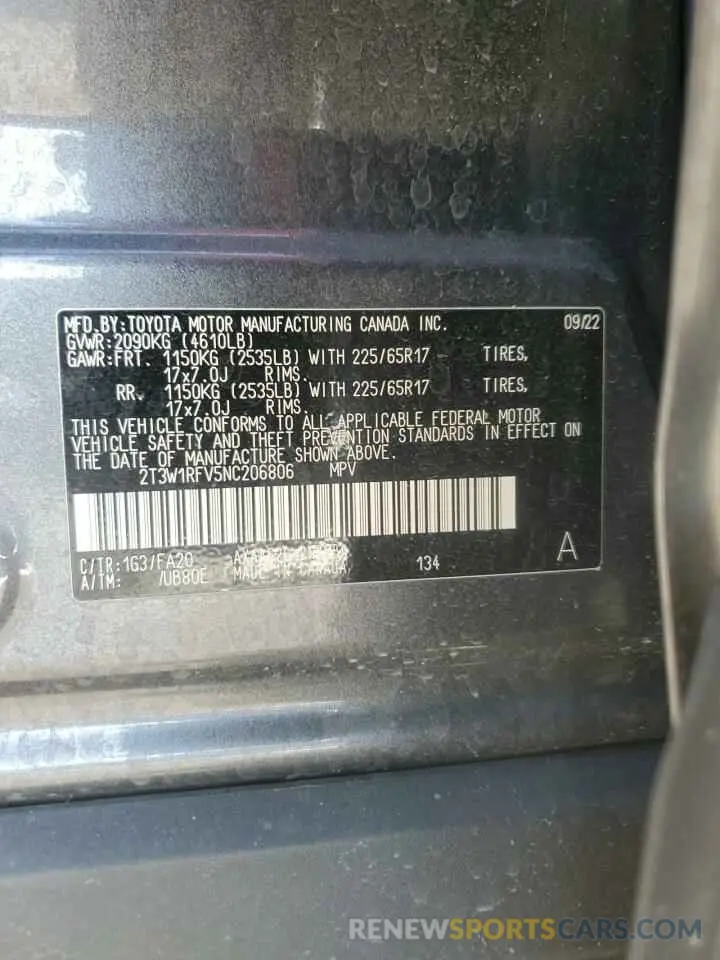 MFD.BY:TOYOTA MOTOR MANUFACTURING CANADA INC. 09/22
GVWR:2090KG (4610LB)
GAWR:FRT. 1150KG (2535LB) WITH 225/65R17 TIRES,
17x7.0J RIMS.
RR. 1150KG (2535LB) WITH 225/65R17 TIRES,
17x7.0J RIMS.
THIS VEHICLE CONFORMS TO ALL APPLICABLE FEDERAL MOTOR
VEHICLE SAFETY AND THEFT PREVENTION STANDARDS IN EFFECT ON
THE DATE OF MANUFACTURE SHOWN ABOVE.
2T3W1RFV5NC206806 MPV
C/TR:1G3/FA20
A/TM: /UB80E MADE IN CANADA 134
A
RENEWSPORTSCARS.COM